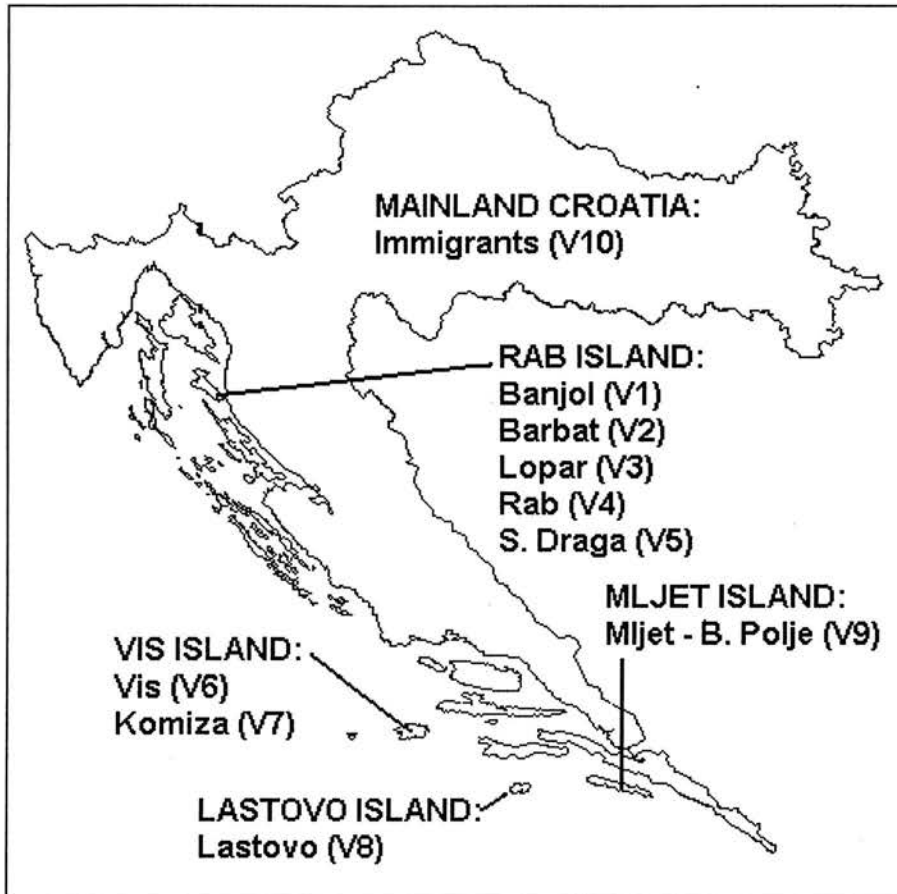 MAINLAND CROATIA:
Immigrants (V10)
RAB ISLAND:
Banjol (V1)
Barbat (V2)
Lopar (V3)
Rab (V4)
S. Draga (V5)
MLJET ISLAND:
Mljet - B. Polje (V9)
VIS ISLAND:
Vis (V6)
Komiza (V7)
LASTOVO ISLAND:
Lastovo (V8)